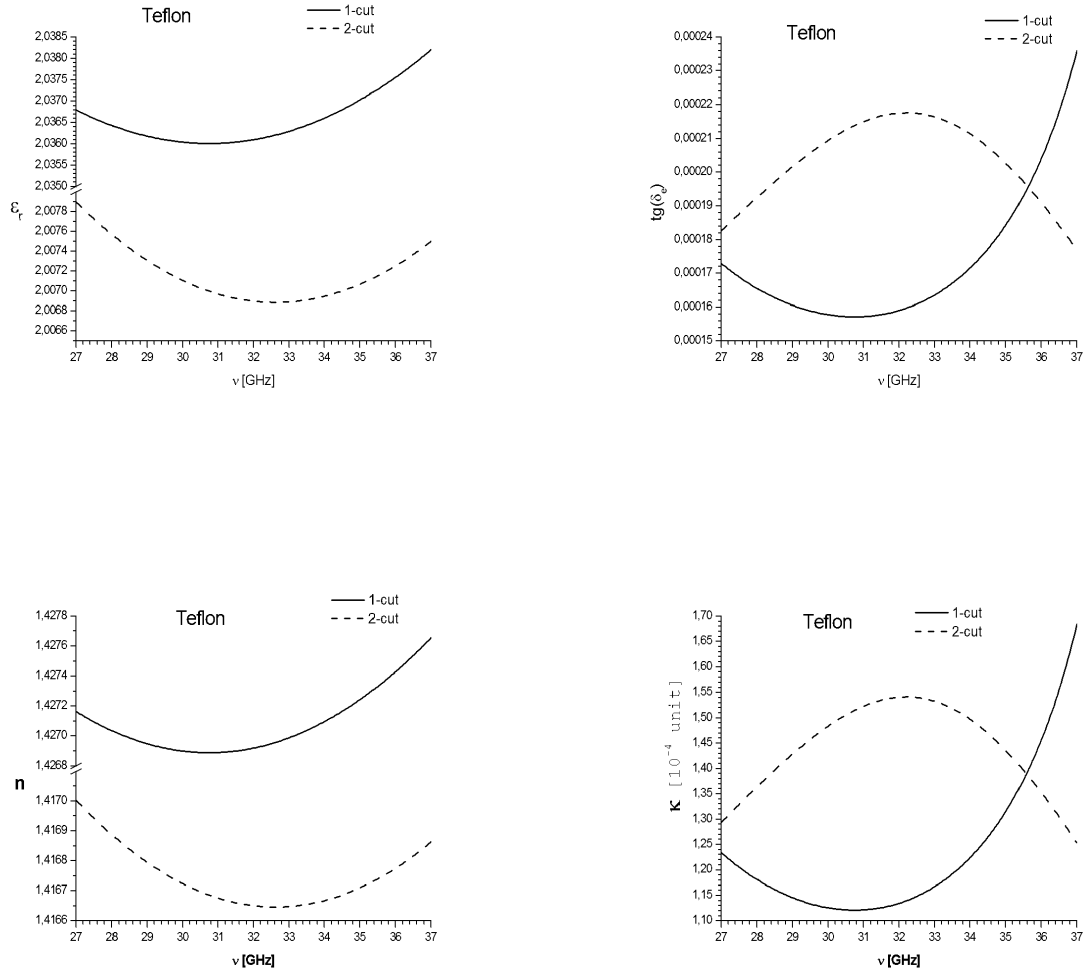 Teflon
1-cut
2-cut
2,0385
2,0380
2,0375
2,0370
2,0365
2,0360
2,0355
2,0350
2,0078
2,0074
2,0070
2,0066
εr
27 28 29 30 31 32 33 34 35 36 37
ν [GHz]
Teflon
1-cut
2-cut
0,00024
0,00023
0,00022
0,00021
0,00020
0,00019
0,00018
0,00017
0,00016
0,00015
tg(δe)
27 28 29 30 31 32 33 34 35 36 37
ν [GHz]
Teflon
1-cut
2-cut
1,4278
1,4276
1,4274
1,4272
1,4270
1,4268
1,4170
1,4169
1,4168
1,4167
1,4166
n
27 28 29 30 31 32 33 34 35 36 37
ν [GHz]
Teflon
1-cut
2-cut
1,70
1,65
1,60
1,55
1,50
1,45
1,40
1,35
1,30
1,25
1,20
1,15
1,10
κ [10⁻⁴ unit]
27 28 29 30 31 32 33 34 35 36 37
ν [GHz]